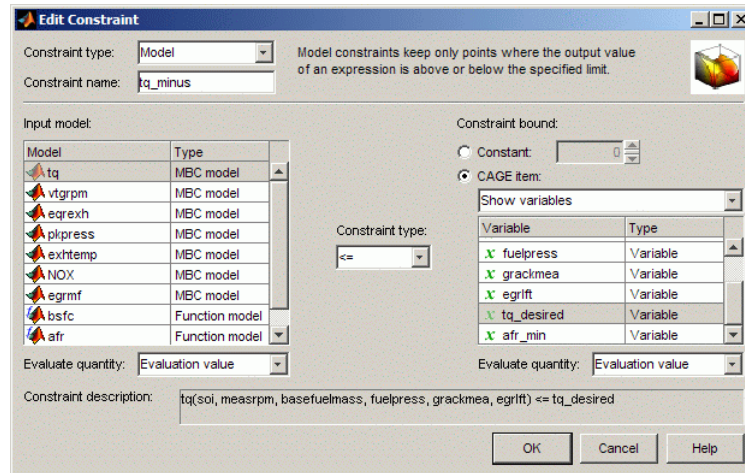 Edit Constraint
Constraint type: Model
Model constraints keep only points where the output value
of an expression is above or below the specified limit.
Constraint name: tq_minus
Input model:
Constraint bound:
Model Type
tq MBC model
vtgrpm MBC model
eqrexh MBC model
pkpress MBC model
exhtemp MBC model
NOX MBC model
egrmf MBC model
bsfc Function model
afr Function model
Constraint type:
<=
Constant: 0
CAGE item:
Show variables
Variable Type
x fuelpress Variable
x grackmea Variable
x egrlft Variable
x tq_desired Variable
x afr_min Variable
Evaluate quantity: Evaluation value
Evaluate quantity: Evaluation value
Constraint description: tq(soi, measrpm, basefuelmass, fuelpress, grackmea, egrlft) <= tq_desired
OK Cancel Help